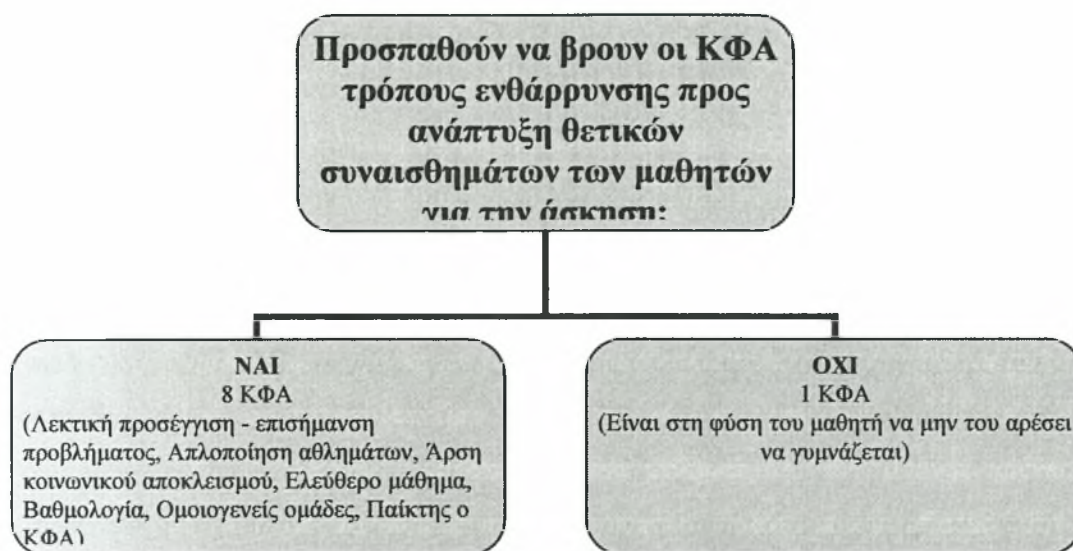 Προσπαθούν να βρουν οι ΚΦΑ
τρόπους ενθάρρυνσης προς
ανάπτυξη θετικών
συναισθημάτων των μαθητών
για την άσκηση;
ΝΑΙ
8 ΚΦΑ
(Λεκτική προσέγγιση - επισήμανση
προβλήματος, Απλοποίηση αθλημάτων, Άρση
κοινωνικού αποκλεισμού, Ελεύθερο μάθημα,
Βαθμολογία, Ομοιογενείς ομάδες, Παίκτης ο
ΚΦΑ)
ΟΧΙ
1 ΚΦΑ
(Είναι στη φύση του μαθητή να μην του αρέσει
να γυμνάζεται)